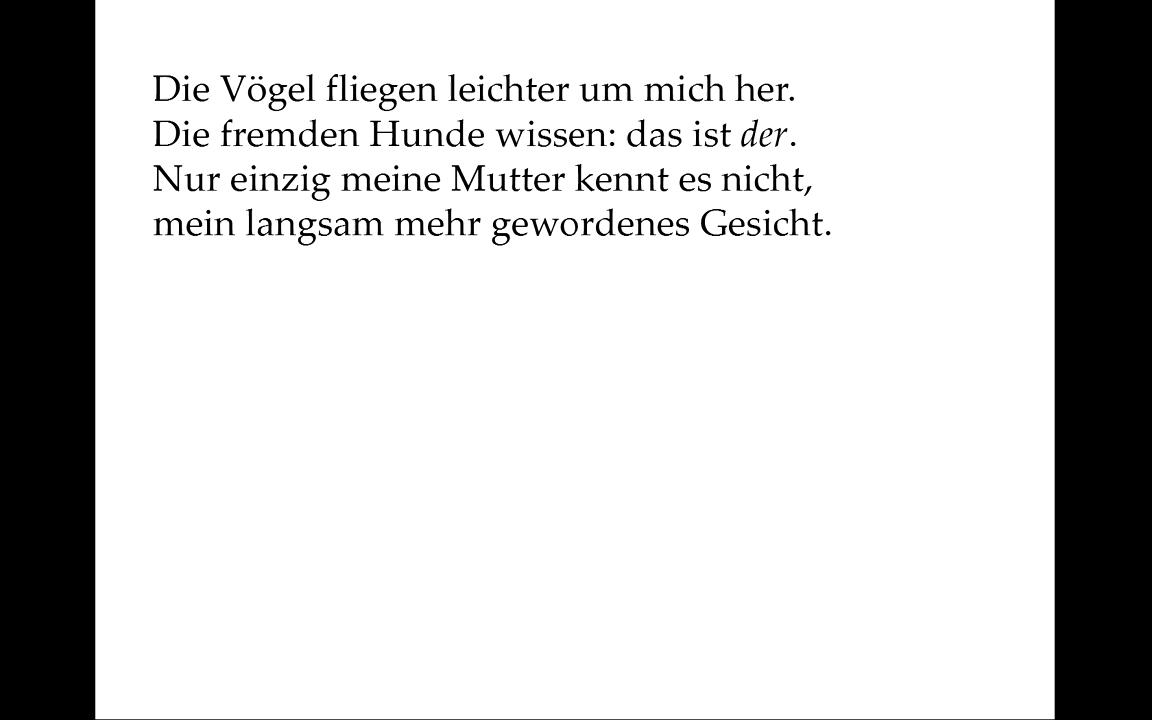 Die Vögel fliegen leichter um mich her.
Die fremden Hunde wissen: das ist der.
Nur einzig meine Mutter kennt es nicht,
mein langsam mehr gewordenes Gesicht.